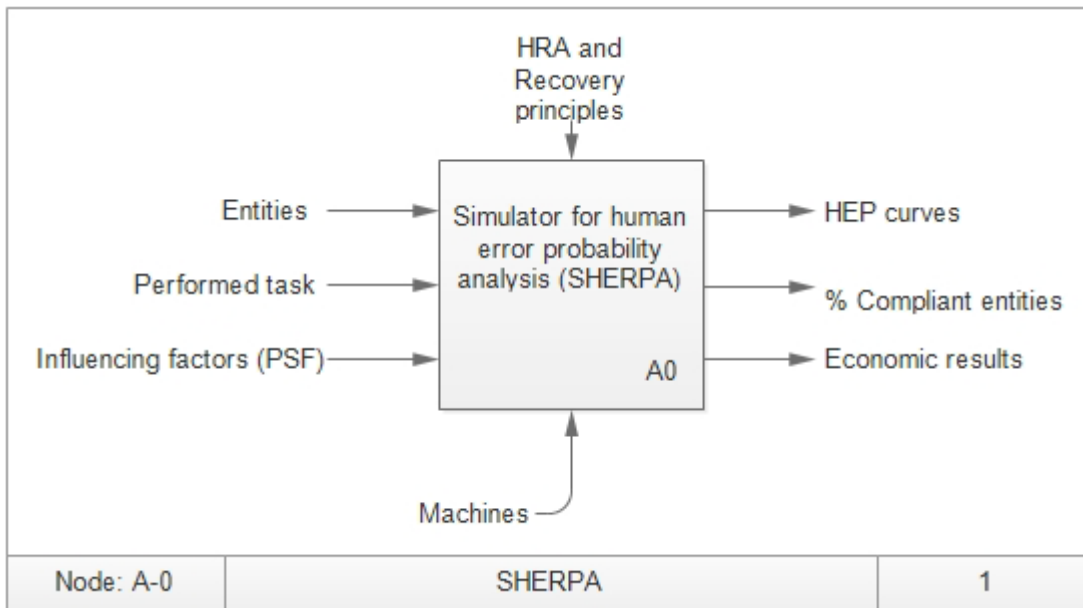 HRA and
Recovery
principles
Entities
Performed task
Influencing factors (PSF)
Simulator for human
error probability
analysis (SHERPA)
A0
HEP curves
% Compliant entities
Economic results
Machines
Node: A-0
SHERPA
1